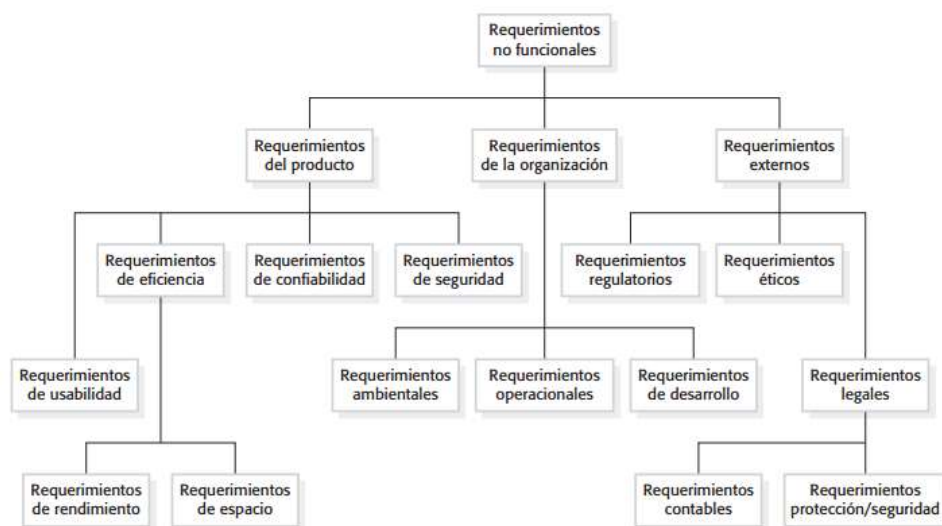 Requerimientos
no funcionales
Requerimientos
del producto
Requerimientos
de la organización
Requerimientos
externos
Requerimientos
de eficiencia
Requerimientos
de confiabilidad
Requerimientos
de seguridad
Requerimientos
regulatorios
Requerimientos
éticos
Requerimientos
de usabilidad
Requerimientos
ambientales
Requerimientos
operacionales
Requerimientos
de desarrollo
Requerimientos
legales
Requerimientos
de rendimiento
Requerimientos
de espacio
Requerimientos
contables
Requerimientos
protección/seguridad